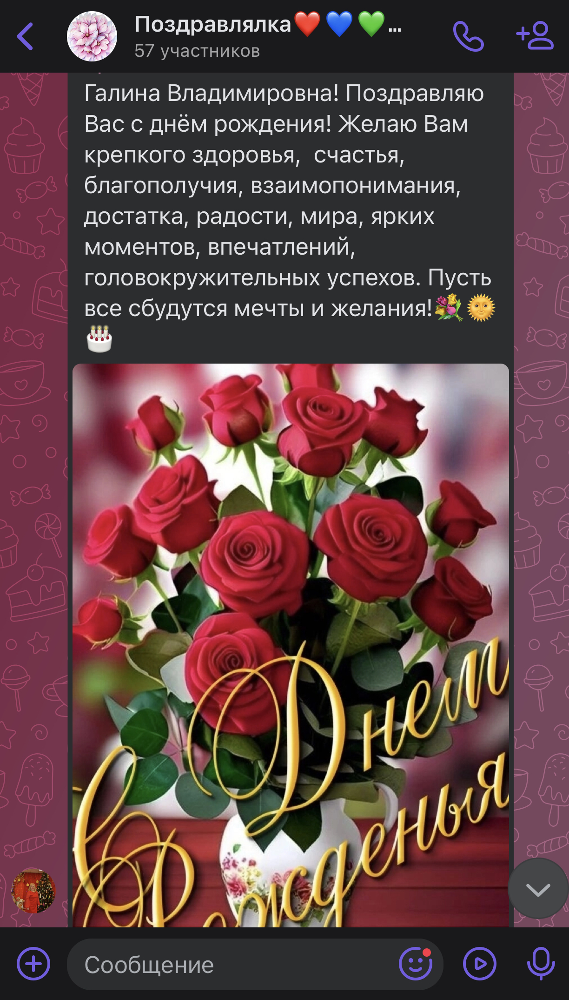 Поздравлялка❤️💙💚...
57 участников
Галина Владимировна! Поздравляю
Вас с днём рождения! Желаю Вам
крепкого здоровья,  счастья,
благополучия, взаимопонимания,
достатка, радости, мира, ярких
моментов, впечатлений,
головокружительных успехов. Пусть
все сбудутся мечты и желания!💐🌞
🎂
Днем
Рожденья
Сообщение